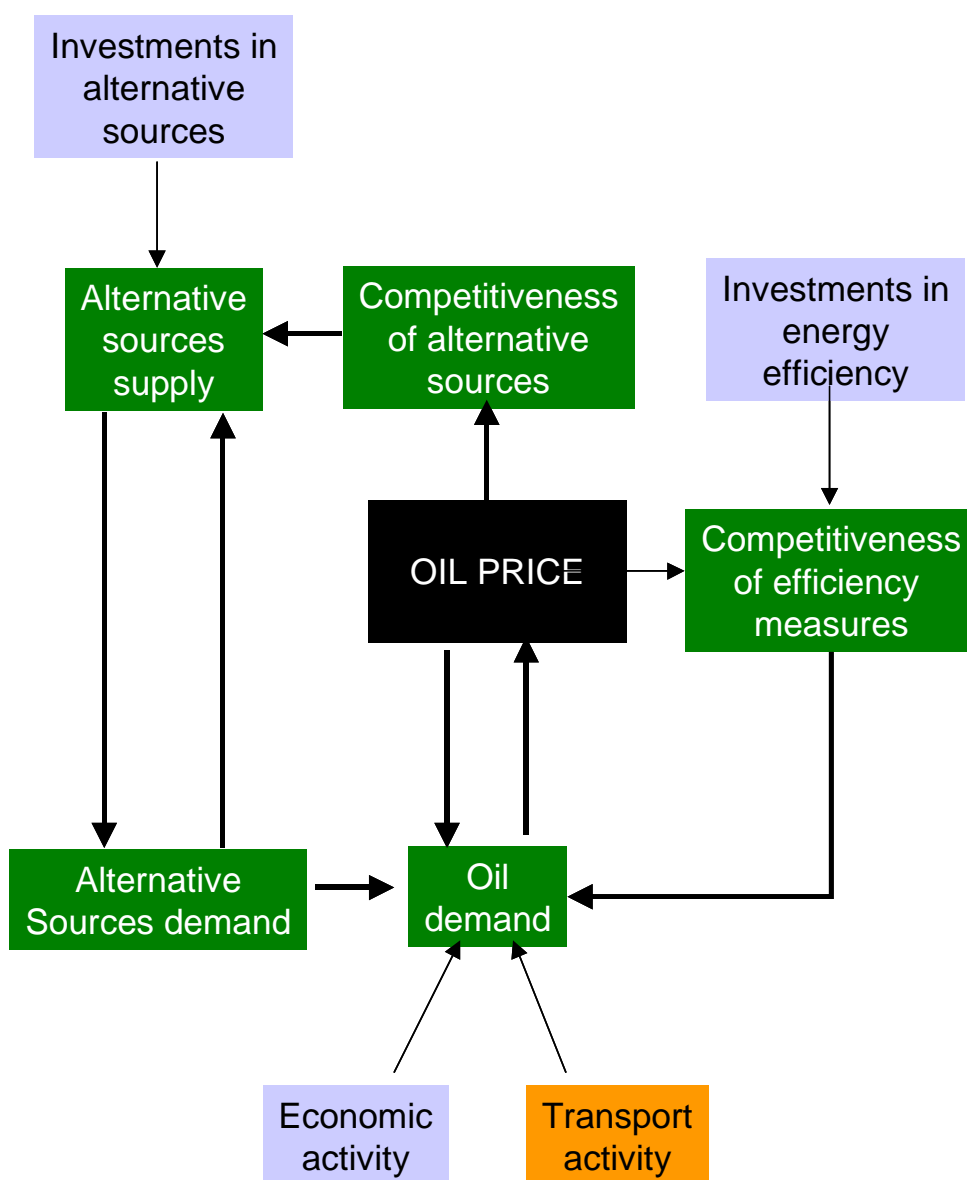 Investments in
alternative
sources
Alternative
sources
supply
Competitiveness
of alternative
sources
Investments in
energy
efficiency
OIL PRICE
Competitiveness
of efficiency
measures
Alternative
Sources demand
Oil
demand
Economic
activity
Transport
activity